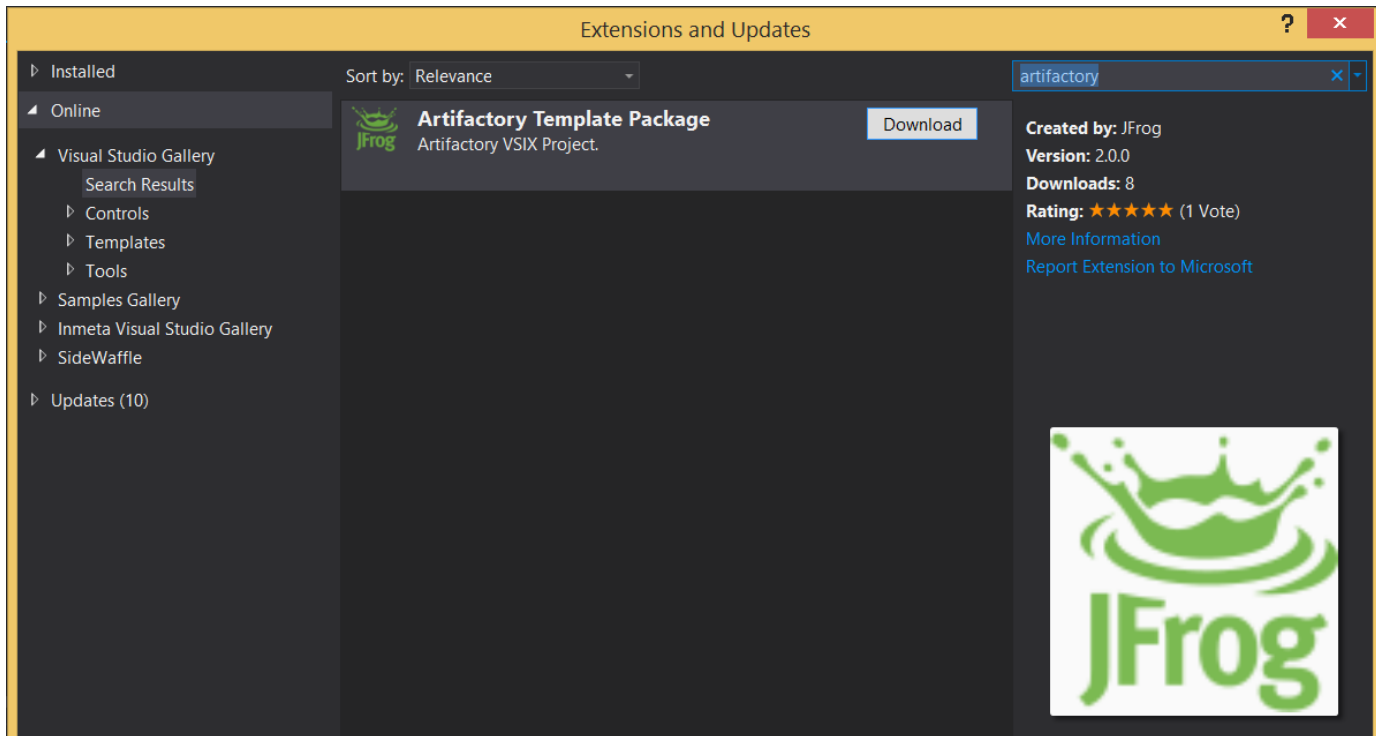 Extensions and Updates
?
Installed
Online
Visual Studio Gallery
Search Results
Controls
Templates
Tools
Samples Gallery
Inmeta Visual Studio Gallery
SideWaffle
Updates (10)
Sort by: Relevance
JFrog
Artifactory Template Package
Artifactory VSIX Project.
Download
artifactory
Created by: JFrog
Version: 2.0.0
Downloads: 8
Rating: ★★★★★ (1 Vote)
More Information
Report Extension to Microsoft
JFrog